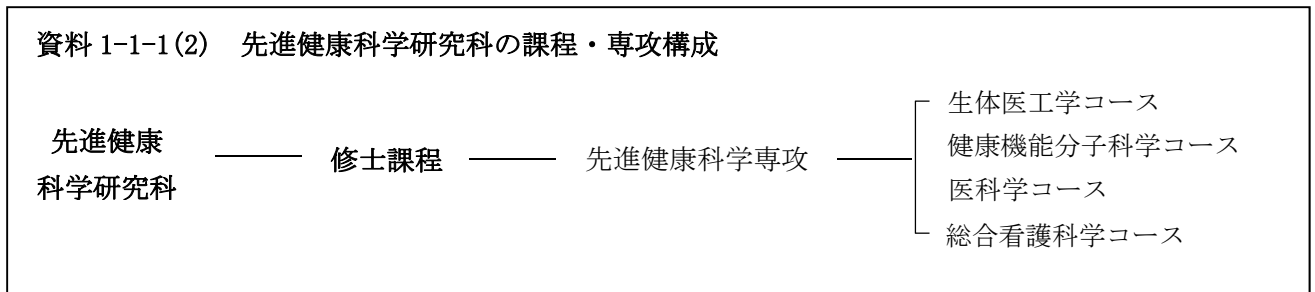 資料 1-1-1(2) 先進健康科学研究科の課程・専攻構成
先進健康
科学研究科
修士課程
先進健康科学専攻
生体医工学コース
健康機能分子科学コース
医科学コース
総合看護科学コース